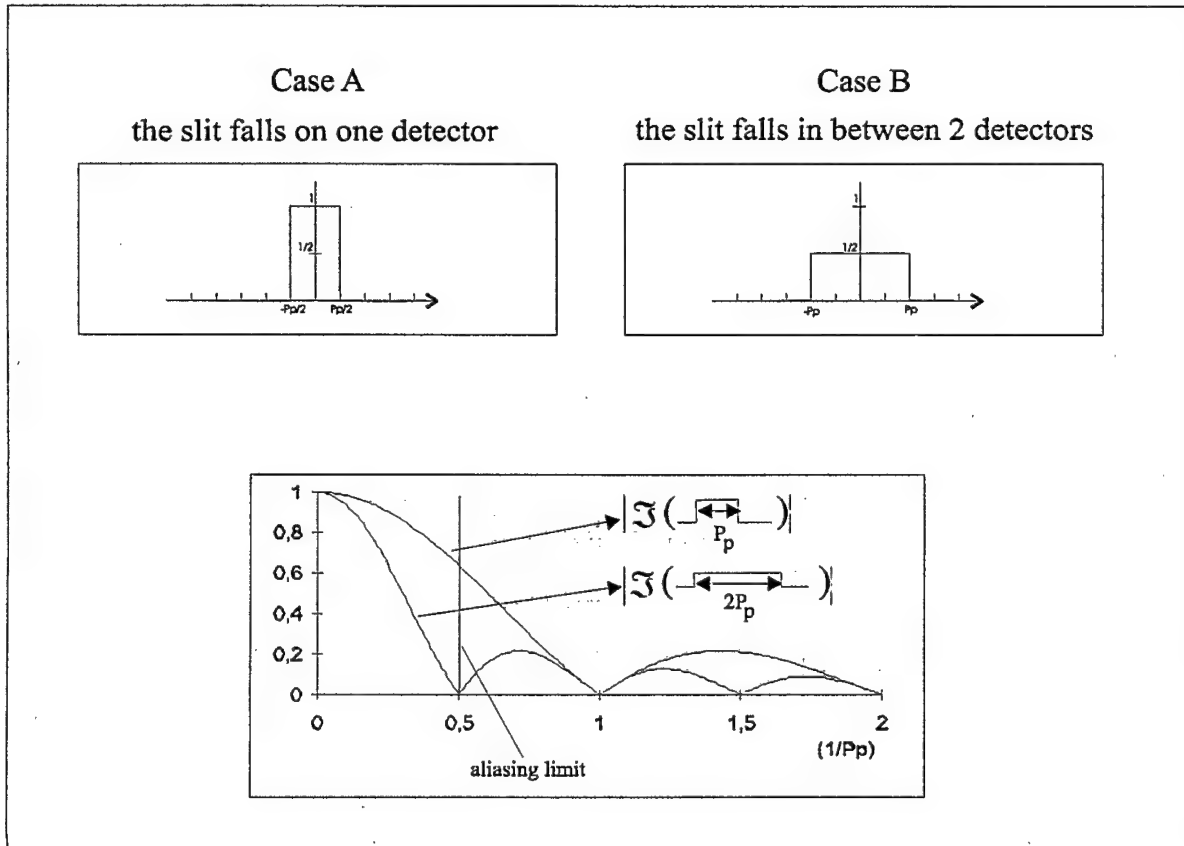 Case A
the slit falls on one detector
1
1/2
-Pp/2 Pp/2
Case B
the slit falls in between 2 detectors
1
1/2
-Pp Pp
1
0,8
0,6
0,4
0,2
0
0 0,5 1 1,5 2
(1/Pp)
aliasing limit
|ℑ( P_p )|
|ℑ( 2P_p )|